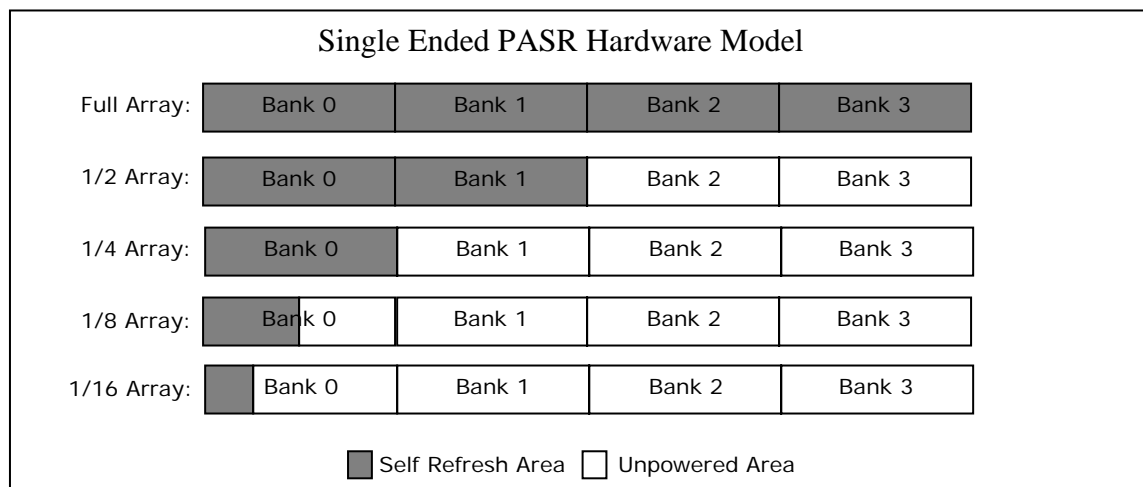 Single Ended PASR Hardware Model
Full Array: Bank 0 Bank 1 Bank 2 Bank 3
1/2 Array: Bank 0 Bank 1 Bank 2 Bank 3
1/4 Array: Bank 0 Bank 1 Bank 2 Bank 3
1/8 Array: Bank 0 Bank 1 Bank 2 Bank 3
1/16 Array: Bank 0 Bank 1 Bank 2 Bank 3
Self Refresh Area Unpowered Area